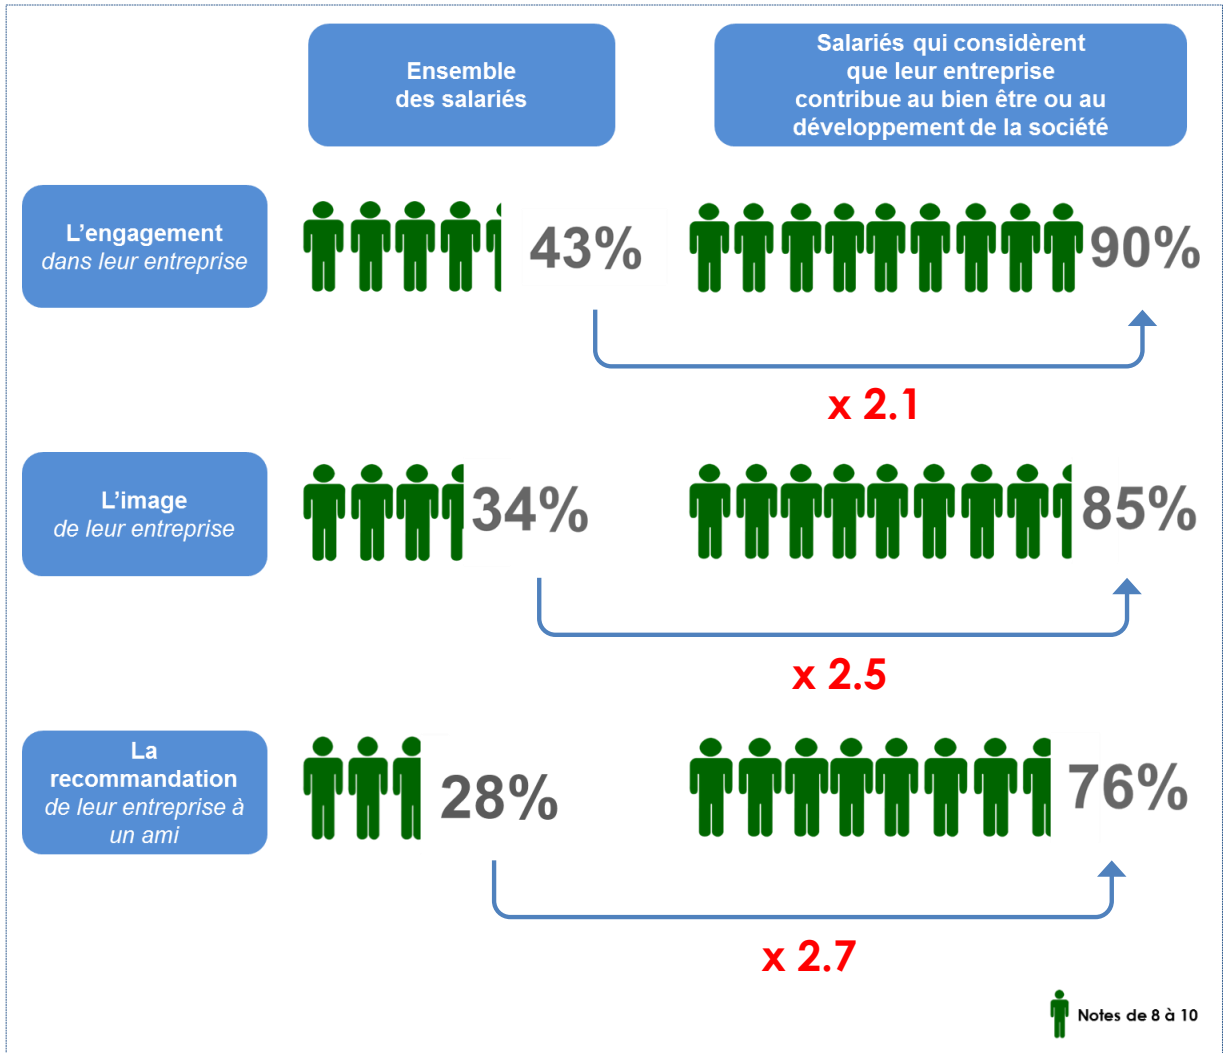 Ensemble
des salariés
Salariés qui considèrent
que leur entreprise
contribue au bien être ou au
développement de la société
L'engagement
dans leur entreprise
43%
90%
x 2.1
L'image
de leur entreprise
34%
85%
x 2.5
La
recommandation
de leur entreprise à
un ami
28%
76%
x 2.7
Notes de 8 à 10